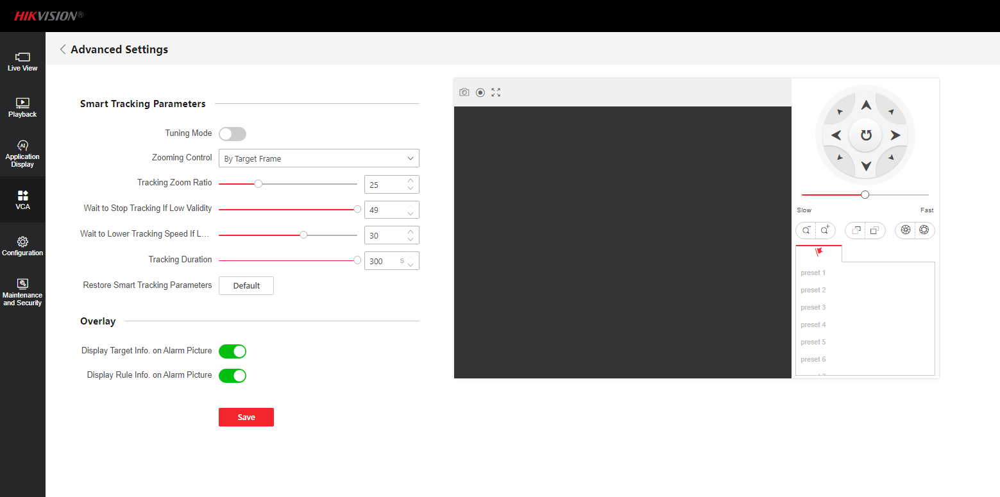 HIKVISION®
Advanced Settings
Live View
Playback
AI
Application
Display
VCA
Configuration
Maintenance
and Security
Smart Tracking Parameters
Tuning Mode
Zooming Control
By Target Frame
Tracking Zoom Ratio
25
Wait to Stop Tracking If Low Validity
49
Wait to Lower Tracking Speed If L...
30
Tracking Duration
300 s
Restore Smart Tracking Parameters
Default
Overlay
Display Target Info. on Alarm Picture
Display Rule Info. on Alarm Picture
Save
Slow
Fast
preset 1
preset 2
preset 3
preset 4
preset 5
preset 6